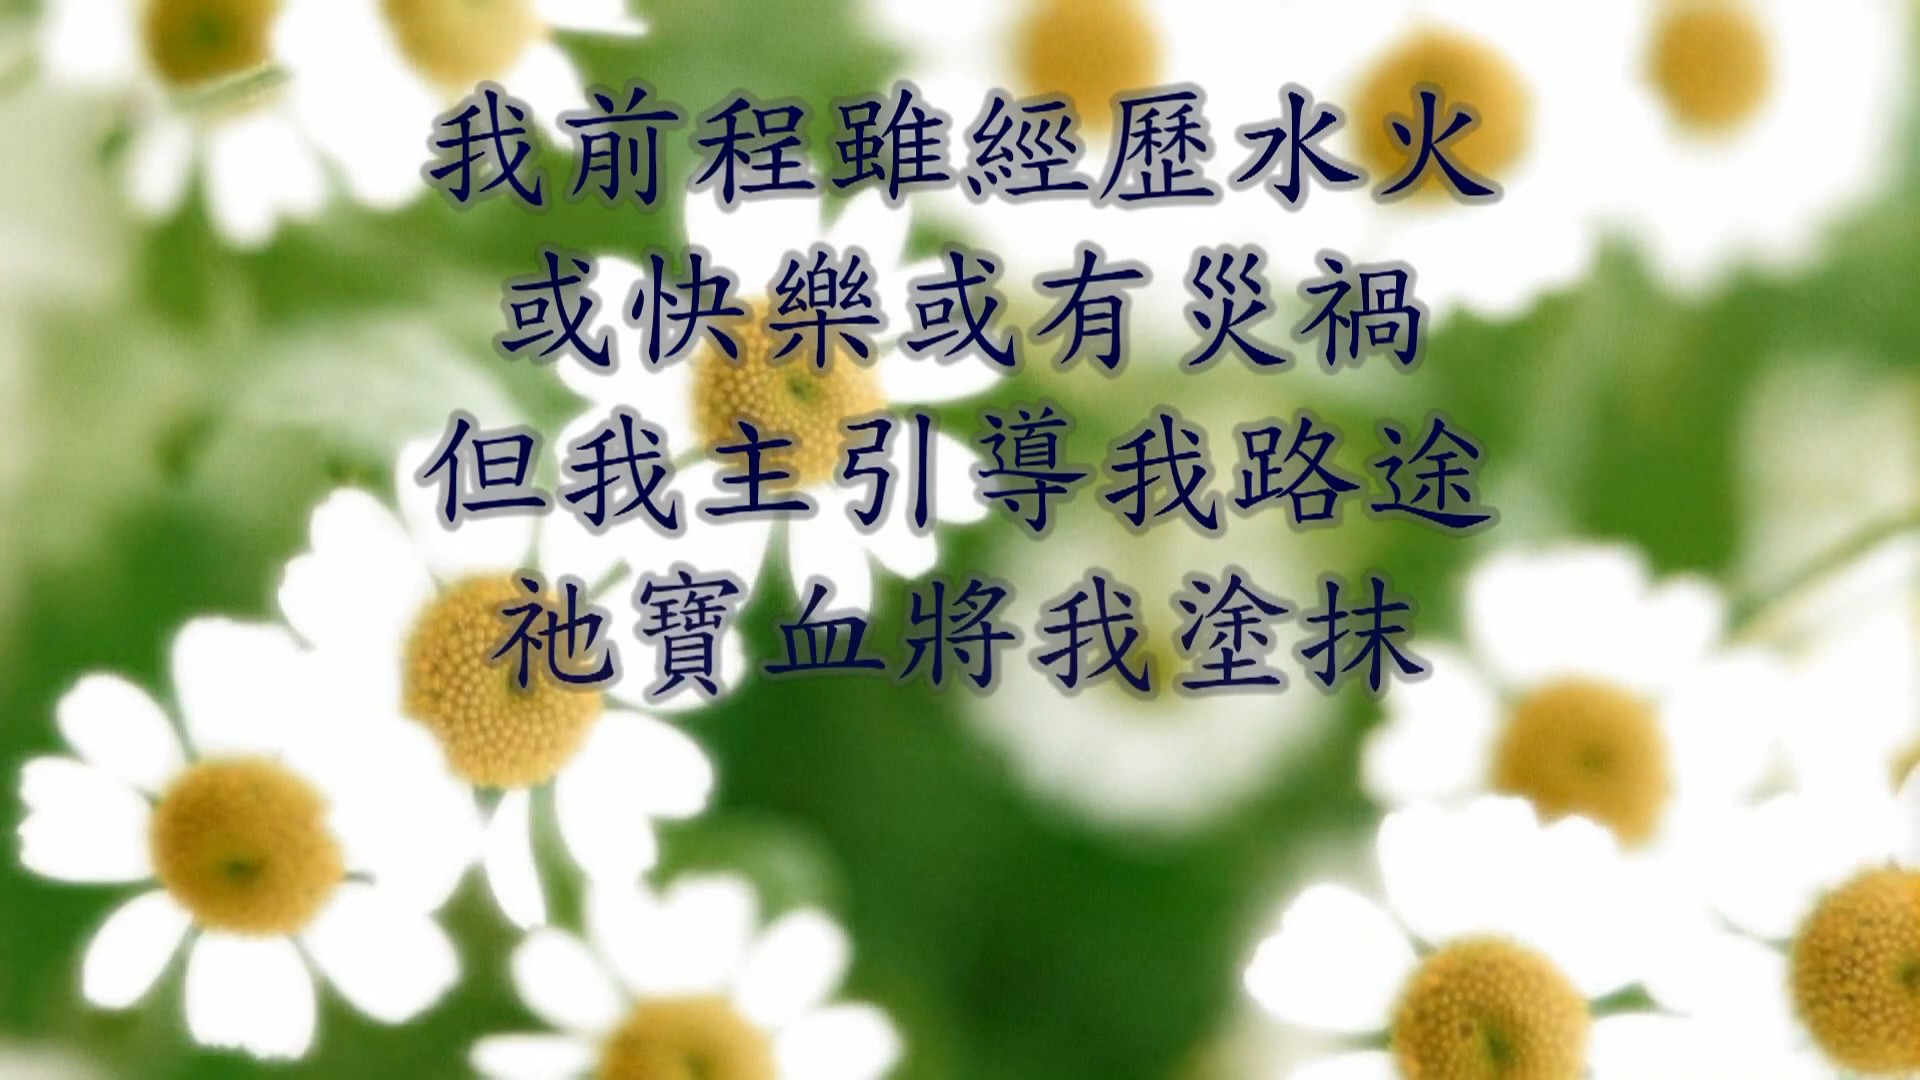 我前程雖經歷水火
或快樂或有災禍
但我主引導我路途
祂寶血將我塗抹